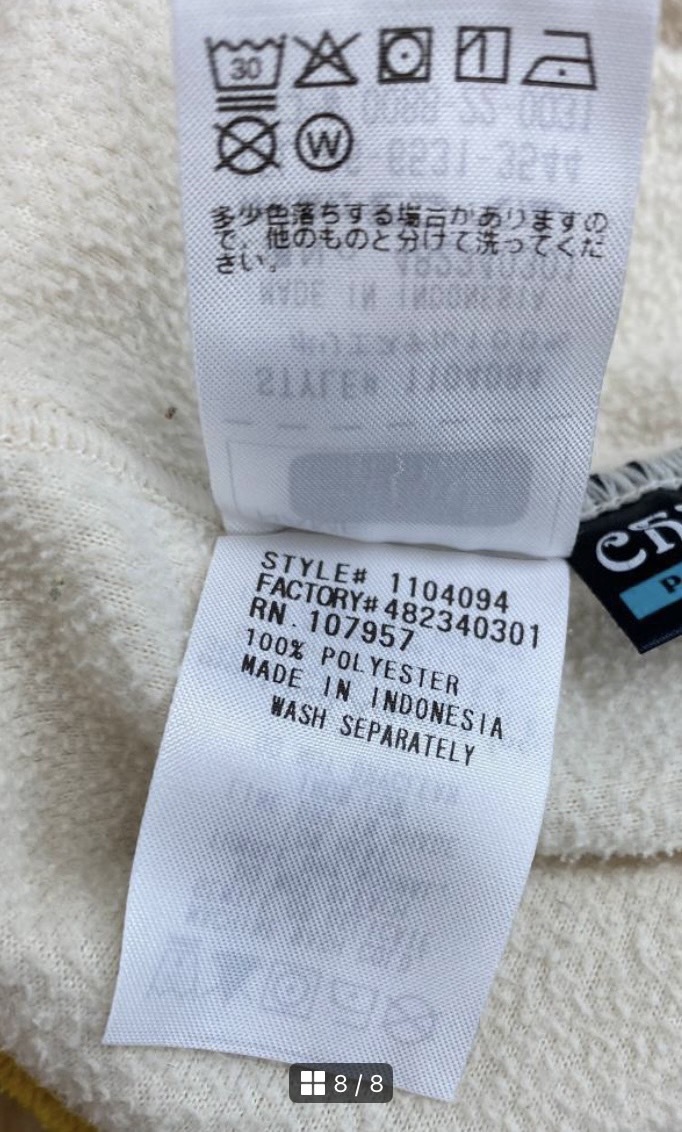 30
W
多少色落ちする場合がありますの
で、他のものと分けて洗ってくだ
さい。
STYLE# 1104094
FACTORY#482340301
RN.107957
100% POLYESTER
MADE IN INDONESIA
WASH SEPARATELY
8/8